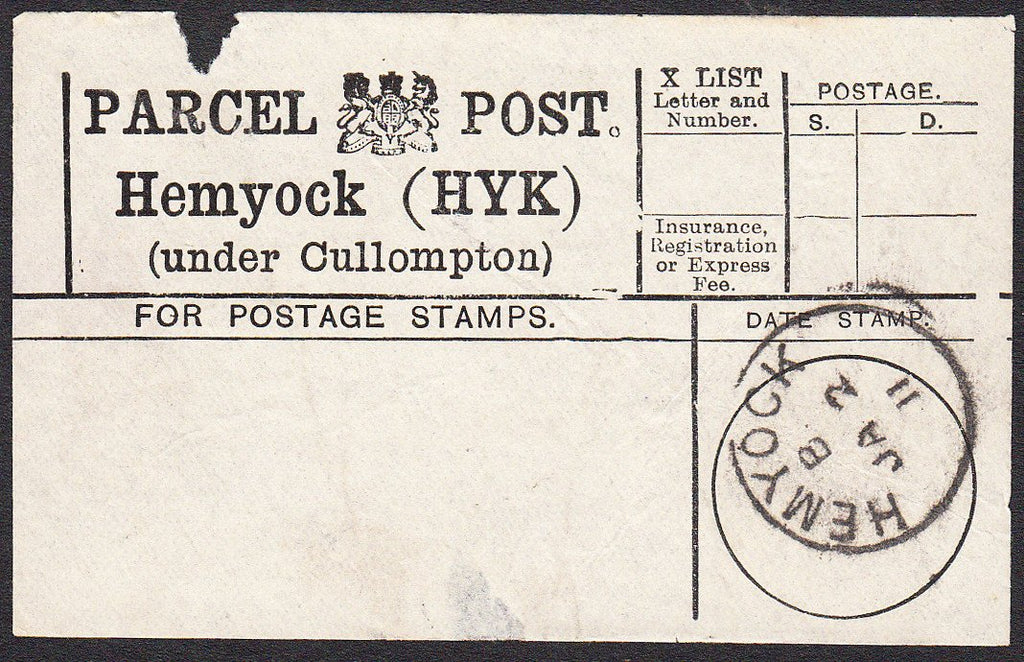 PARCEL POST.
Hemyock (HYK)
(under Cullompton)
X LIST
Letter and
Number.
POSTAGE.
S. D.
Insurance,
Registration
or Express
Fee.
FOR POSTAGE STAMPS.
DATE STAMP.
HEMYOCK
B
JA 2
11